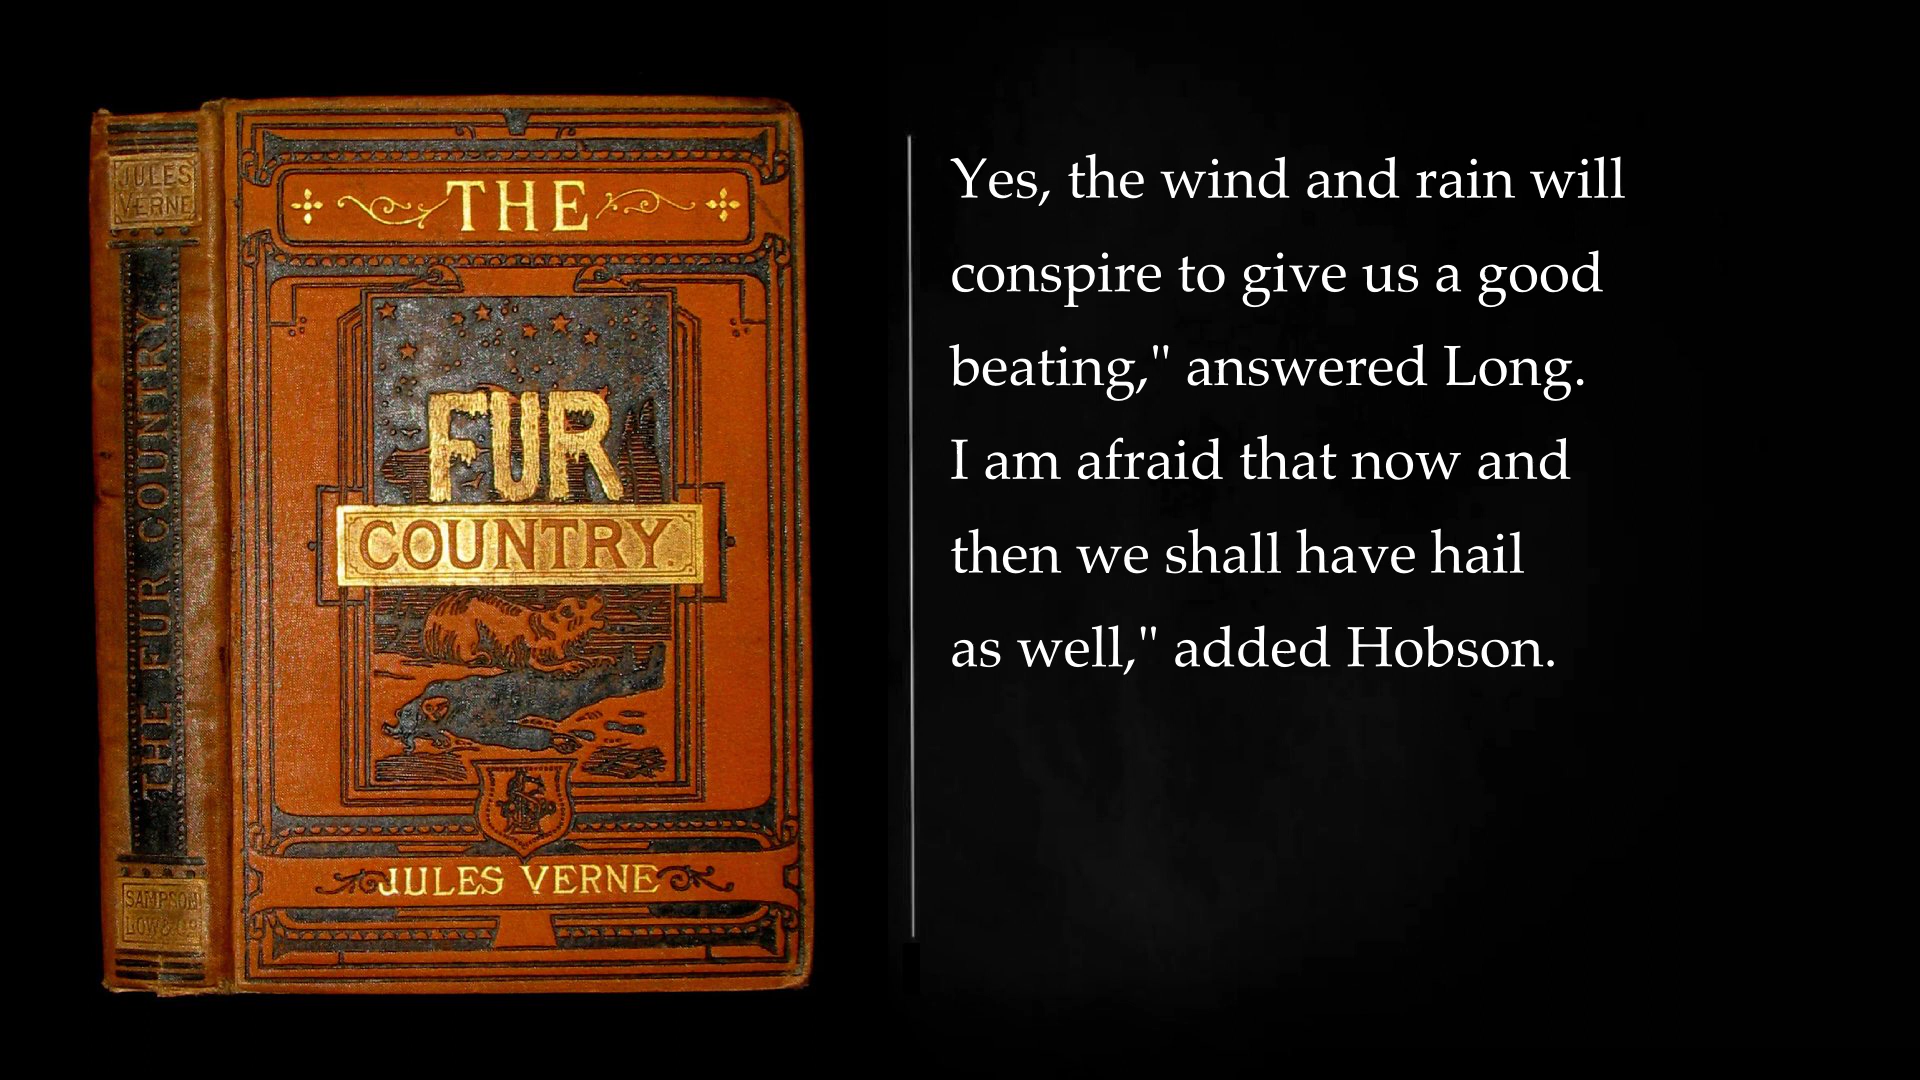 JULES
VERNE
THE FUR COUNTRY.
SAMPSON
LOW & Co
THE
FUR
COUNTRY.
JULES VERNE
Yes, the wind and rain will
conspire to give us a good
beating," answered Long.
I am afraid that now and
then we shall have hail
as well," added Hobson.